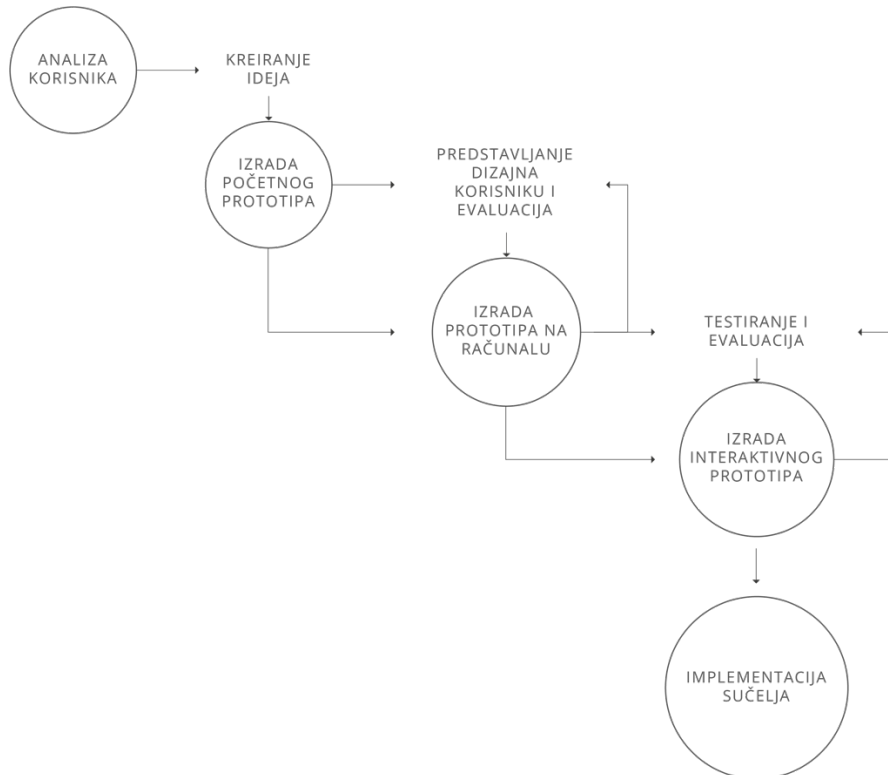 ANALIZA
KORISNIKA
KREIRANJE
IDEJA
IZRADA
POČETNOG
PROTOTIPA
PREDSTAVLJANJE
DIZAJNA
KORISNIKU I
EVALUACIJA
IZRADA
PROTOTIPA NA
RAČUNALU
TESTIRANJE I
EVALUACIJA
IZRADA
INTERAKTIVNOG
PROTOTIPA
IMPLEMENTACIJA
SUČELJA